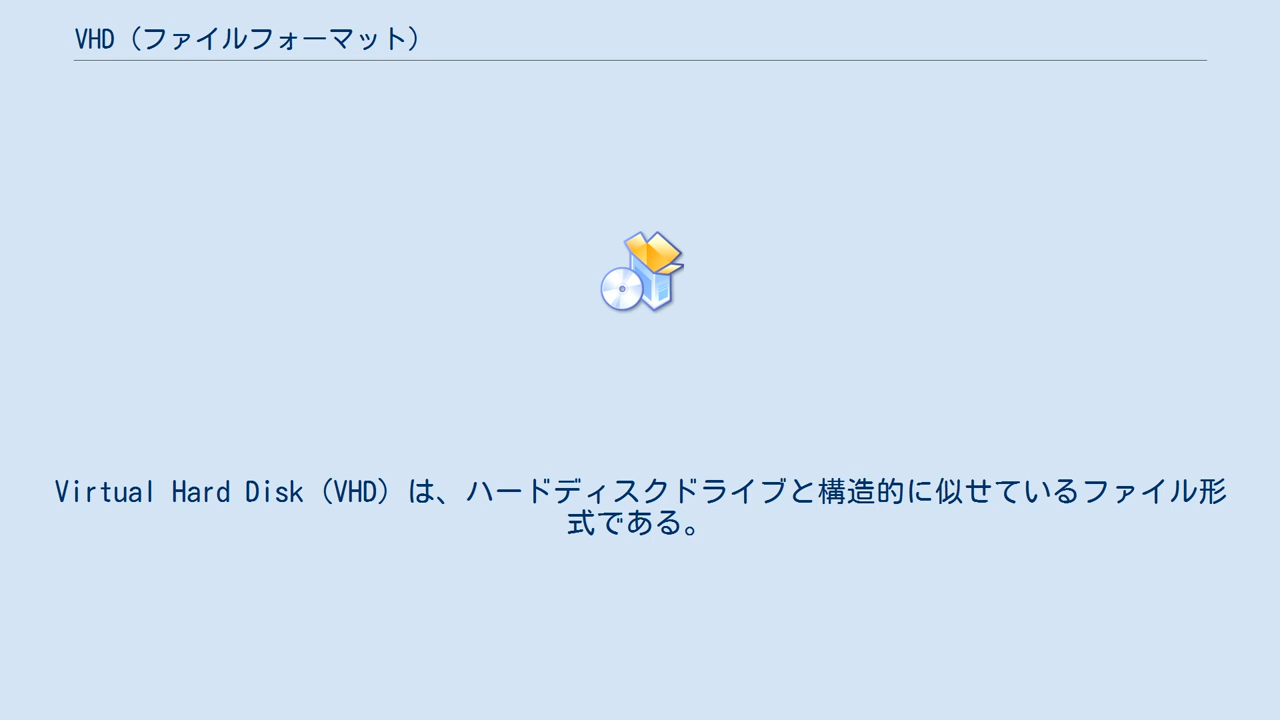 VHD（ファイルフォーマット）
Virtual Hard Disk（VHD）は、ハードディスクドライブと構造的に似せているファイル形
式である。